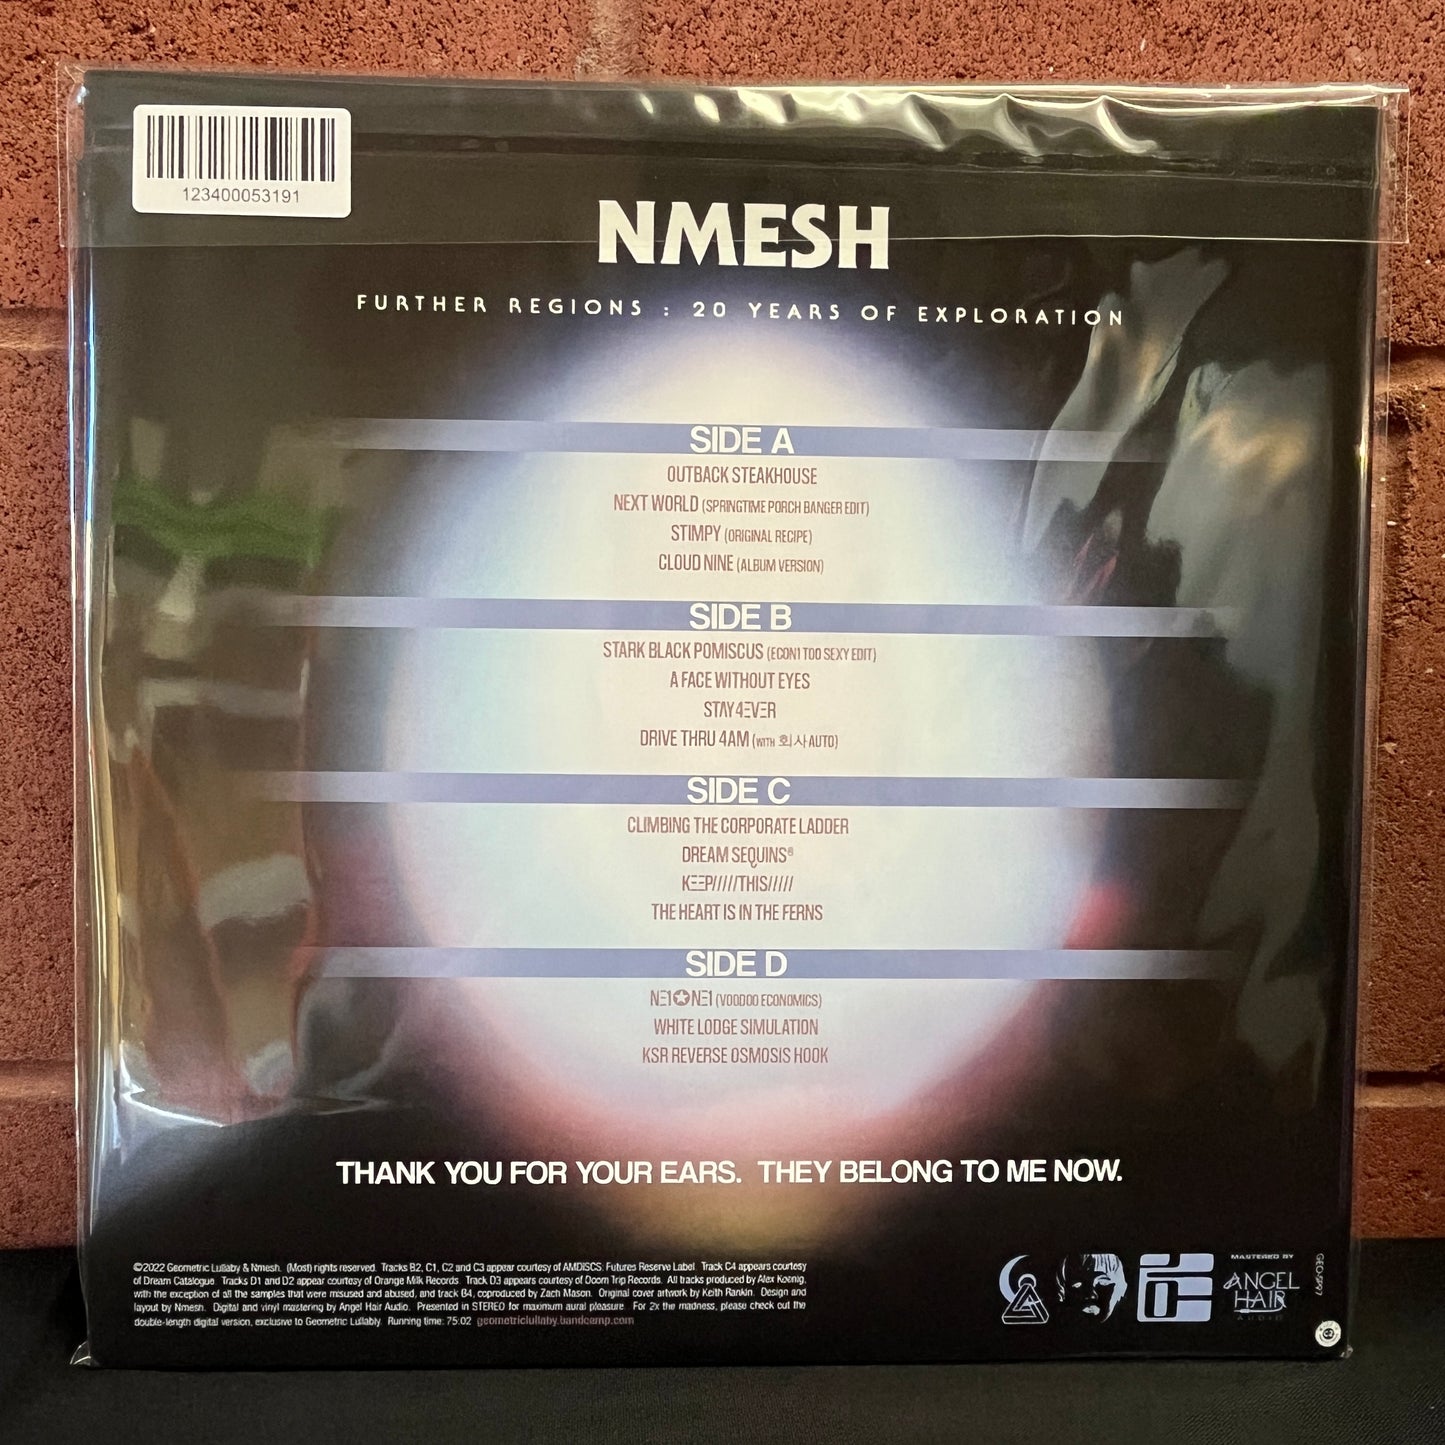 123400053191
NMESH
FURTHER REGIONS : 20 YEARS OF EXPLORATION
SIDE A
OUTBACK STEAKHOUSE
NEXT WORLD (SPRINGTIME PORCH BANGER EDIT)
STIMPY (ORIGINAL RECIPE)
CLOUD NINE (ALBUM VERSION)
SIDE B
STARK BLACK POMISCUS (ECON1 TOO SEXY EDIT)
A FACE WITHOUT EYES
STAY4ΞVΞR
DRIVE THRU 4AM (WITH 회사AUTO)
SIDE C
CLIMBING THE CORPORATE LADDER
DREAM SEQUINS®
KΞΞP/////THIS/////
THE HEART IS IN THE FERNS
SIDE D
NΞ1✪NΞ1 (VOODOO ECONOMICS)
WHITE LODGE SIMULATION
KSR REVERSE OSMOSIS HOOK
THANK YOU FOR YOUR EARS. THEY BELONG TO ME NOW.
©2022 Geometric Lullaby & Nmesh. (Most) rights reserved. Tracks B2, C1, C2 and C3 appear courtesy of AMDISCS: Futures Reserve Label. Track C4 appears courtesy
of Dream Catalogue. Tracks D1 and D2 appear courtesy of Orange Milk Records. Track D3 appears courtesy of Doom Trip Records. All tracks produced by Alex Koenig,
with the exception of all the samples that were misused and abused, and track B4, coproduced by Zach Mason. Original cover artwork by Keith Rankin. Design and
layout by Nmesh. Digital and vinyl mastering by Angel Hair Audio. Presented in STEREO for maximum aural pleasure. For 2x the madness, please check out the
double-length digital version, exclusive to Geometric Lullaby. Running time: 75:02 geometriclullaby.bandcamp.com
MASTERED BY
ANGEL
HAIR
AUDIO